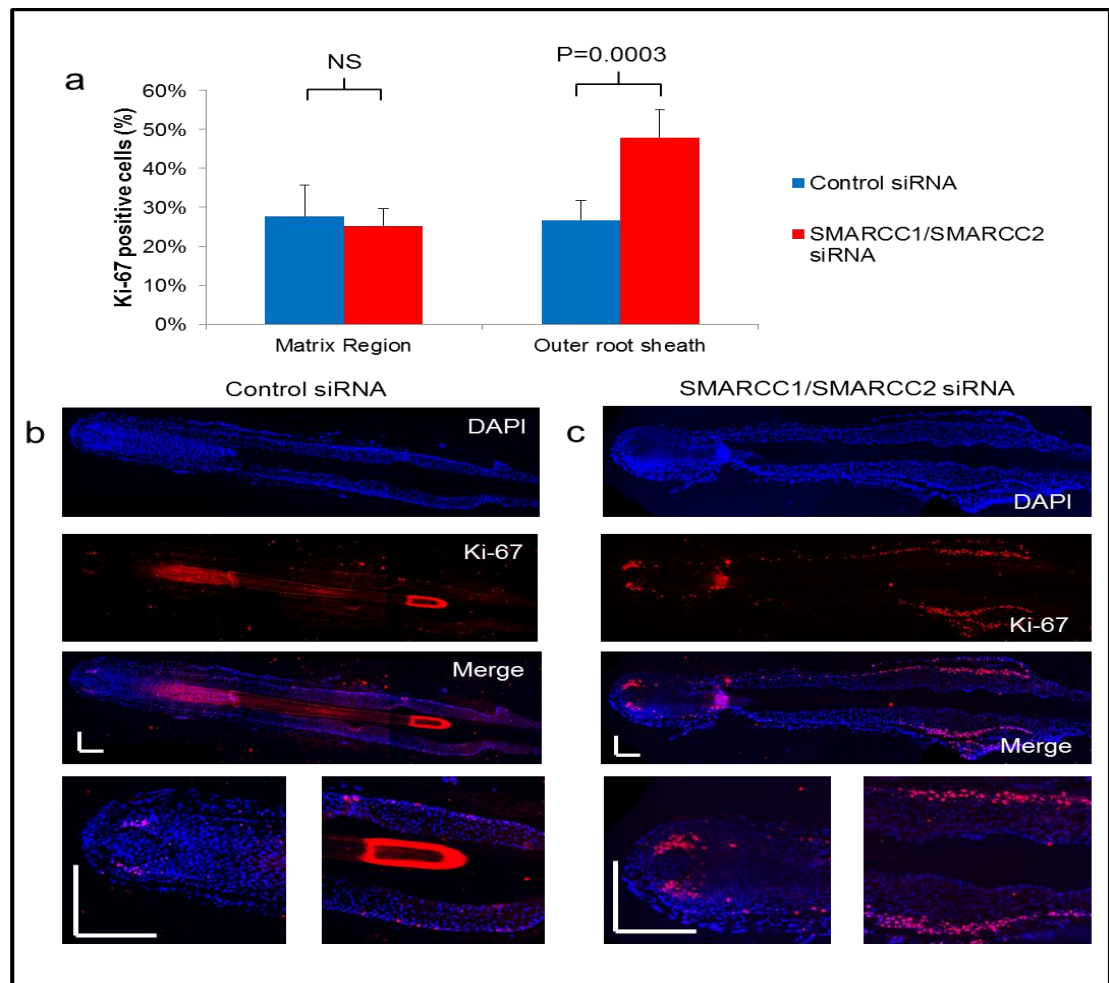 a
NS
P=0.0003
Ki-67 positive cells (%)
60%
50%
40%
30%
20%
10%
0%
Matrix Region
Outer root sheath
Control siRNA
SMARCC1/SMARCC2
siRNA
Control siRNA
SMARCC1/SMARCC2 siRNA
b
DAPI
Ki-67
Merge
c
DAPI
Ki-67
Merge